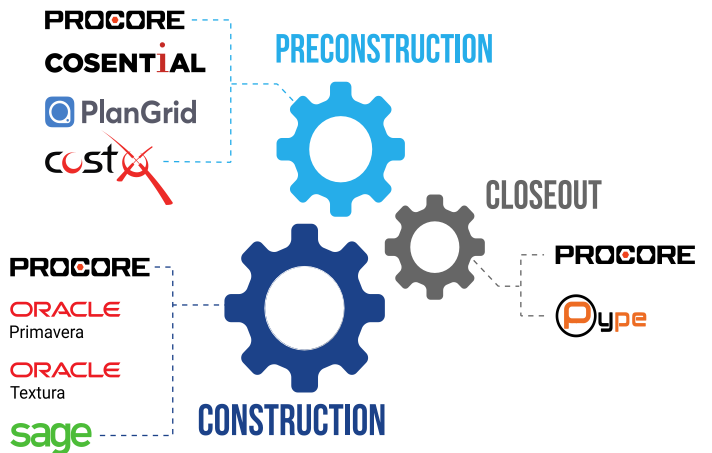 PROCORE
COSENTiAL
PlanGrid
costX
PRECONSTRUCTION
CLOSEOUT
PROCORE
Pype
PROCORE
ORACLE
Primavera
ORACLE
Textura
sage
CONSTRUCTION